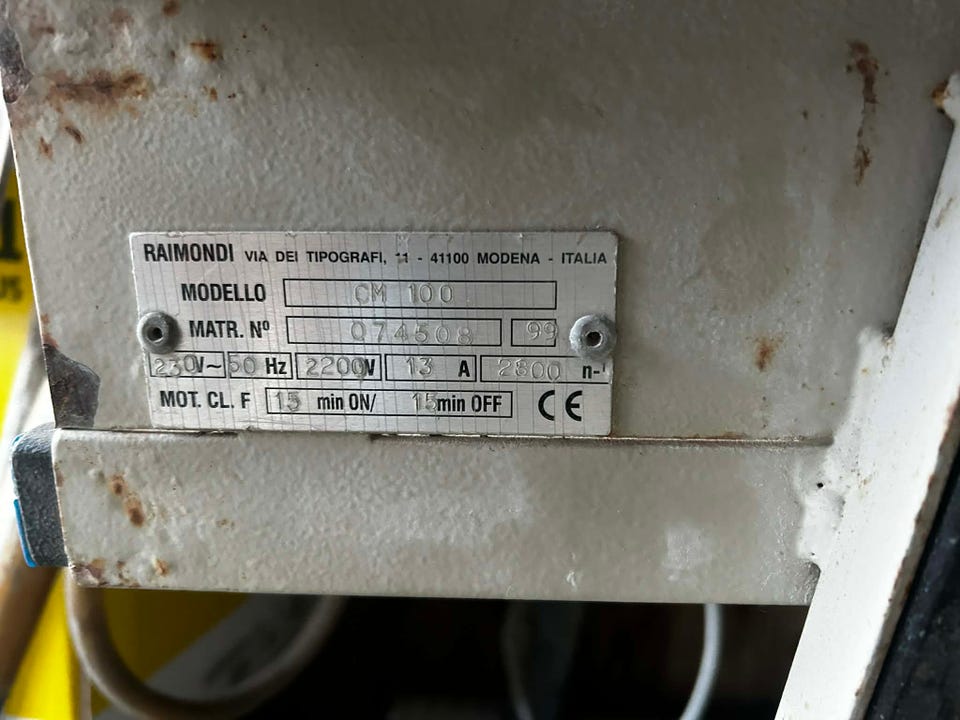 RAIMONDI VIA DEI TIPOGRAFI, 11 - 41100 MODENA - ITALIA
MODELLO CM 100
MATR. Nº 074508 99
230V~ 50 Hz 2200W 13 A 2800 n-¹
MOT. CL. F 15 min ON/ 15min OFF CE